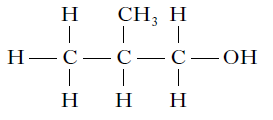 H CH₃ H
H — C — C — C — OH
H H H